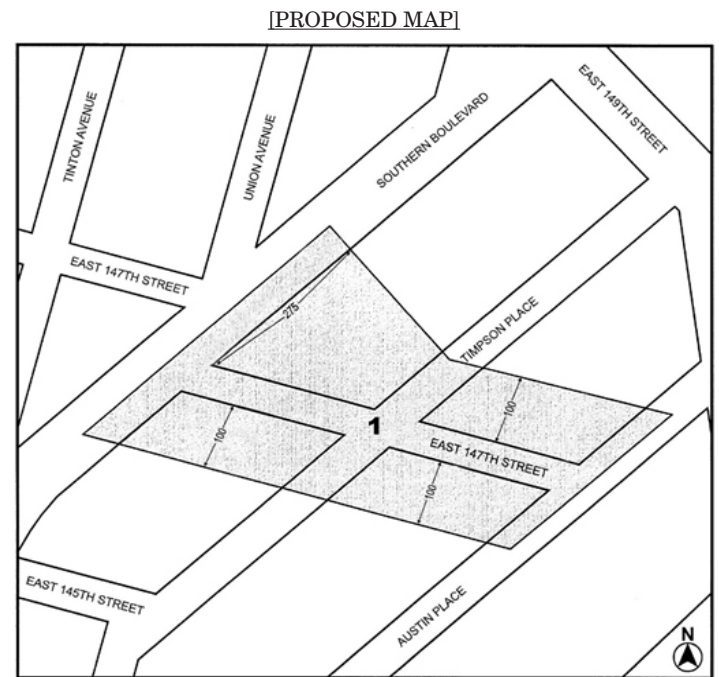 [PROPOSED MAP]
EAST 149TH STREET
TINTON AVENUE
UNION AVENUE
SOUTHERN BOULEVARD
EAST 147TH STREET
275
TIMPSON PLACE
100
1
100
EAST 147TH STREET
100
EAST 145TH STREET
AUSTIN PLACE
N